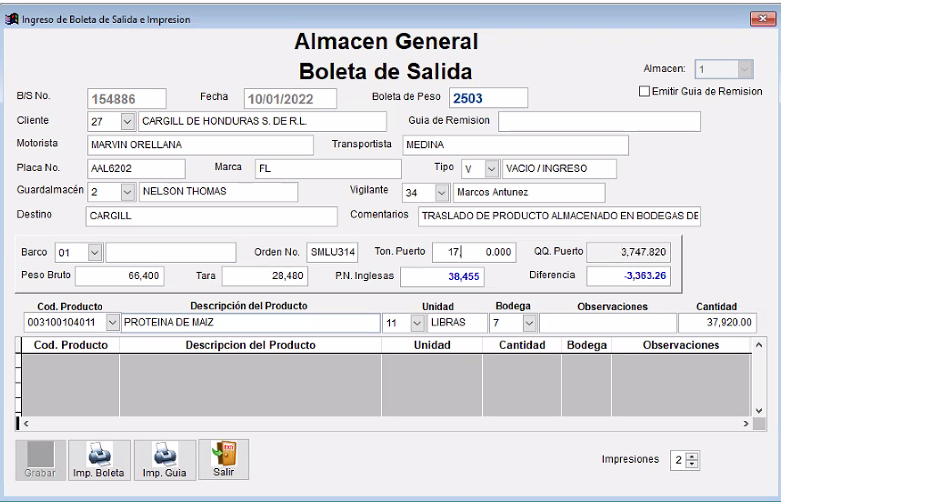 Ingreso de Boleta de Salida e Impresion
Almacen General
Boleta de Salida
Almacen: 1
B/S No. 154886 Fecha 10/01/2022 Boleta de Peso 2503 Emitir Guia de Remision
Cliente 27 CARGILL DE HONDURAS S. DE R.L. Guia de Remision
Motorista MARVIN ORELLANA Transportista MEDINA
Placa No. AAL6202 Marca FL Tipo V VACIO / INGRESO
Guardalmacén 2 NELSON THOMAS Vigilante 34 Marcos Antunez
Destino CARGILL Comentarios TRASLADO DE PRODUCTO ALMACENADO EN BODEGAS DE
Barco 01 Orden No. SMLU314 Ton. Puerto 17, 0.000 QQ. Puerto 3,747.820
Peso Bruto 66,400 Tara 28,480 P.N. Inglesas 38,455 Diferencia -3,363.26
Cod. Producto Descripción del Producto Unidad Bodega Observaciones Cantidad
003100104011 PROTEINA DE MAIZ 11 LIBRAS 7 37,920.00
Cod. Producto Descripcion del Producto Unidad Cantidad Bodega Observaciones
Grabar Imp. Boleta Imp. Guia Salir Impresiones 2